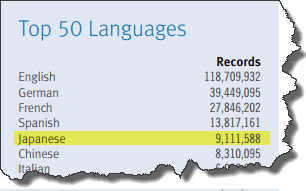 Top 50 Languages
Records
English 118,709,932
German 39,449,095
French 27,846,202
Spanish 13,817,161
Japanese 9,111,588
Chinese 8,310,095
Italian